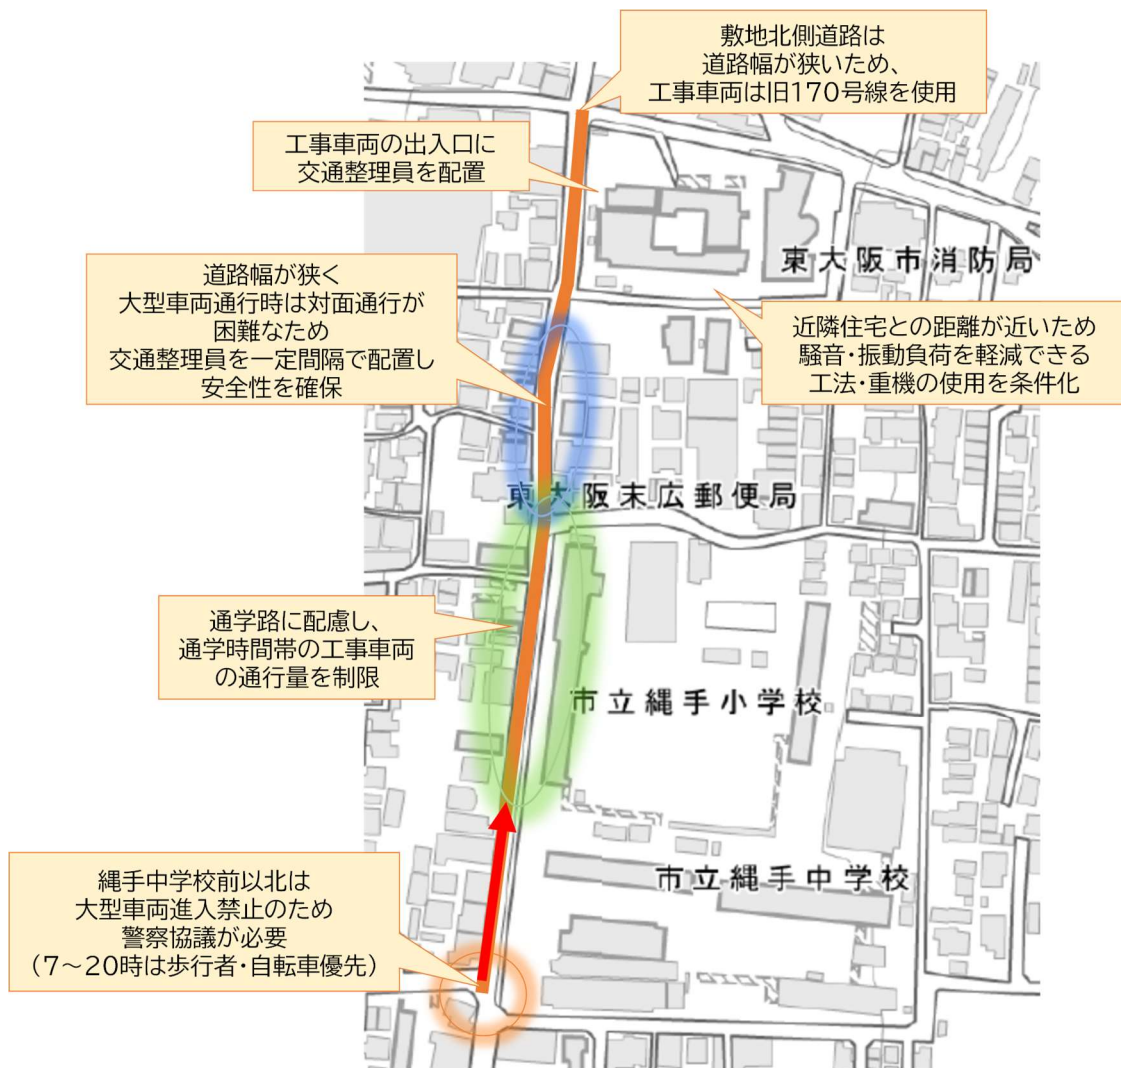 敷地北側道路は
道路幅が狭いため、
工事車両は旧170号線を使用
工事車両の出入口に
交通整理員を配置
東大阪市消防局
道路幅が狭く
大型車両通行時は対面通行が
困難なため
交通整理員を一定間隔で配置し
安全性を確保
近隣住宅との距離が近いため
騒音・振動負荷を軽減できる
工法・重機の使用を条件化
東大阪末広郵便局
通学路に配慮し、
通学時間帯の工事車両
の通行量を制限
市立縄手小学校
縄手中学校前以北は
大型車両進入禁止のため
警察協議が必要
（7～20時は歩行者・自転車優先）
市立縄手中学校